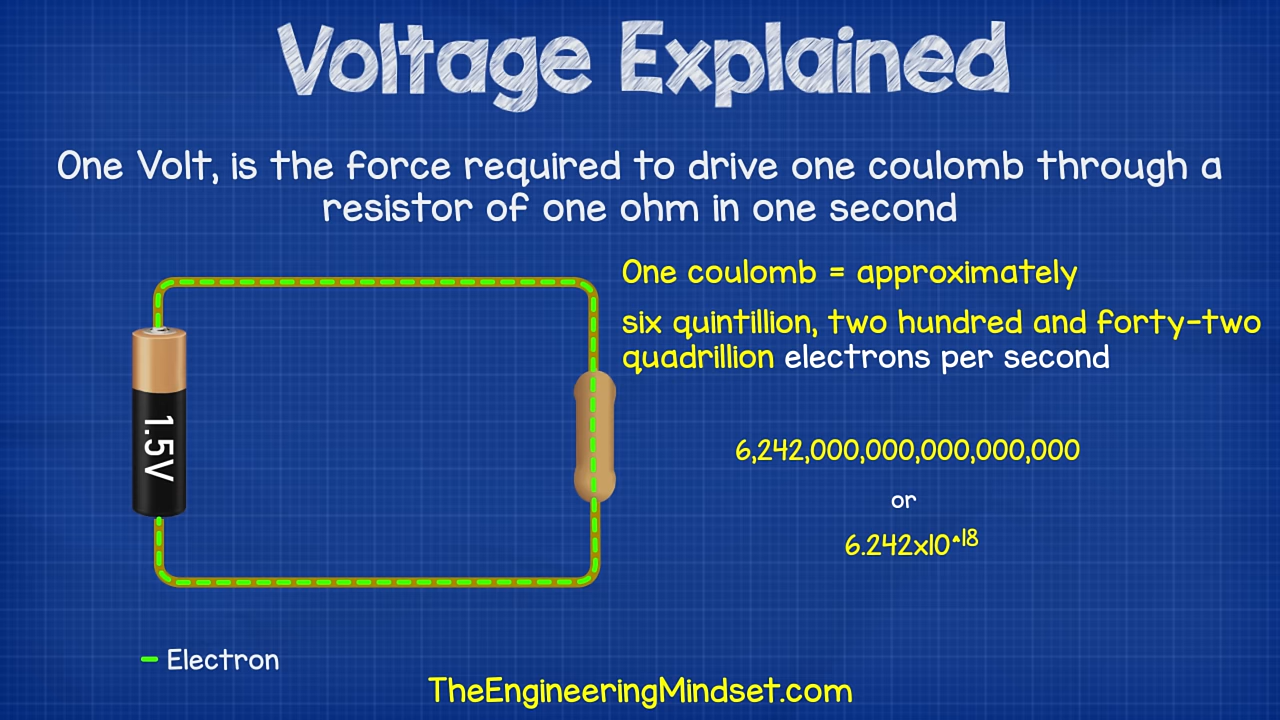 Voltage Explained
One Volt, is the force required to drive one coulomb through a
resistor of one ohm in one second
One coulomb = approximately
six quintillion, two hundred and forty-two
quadrillion electrons per second
1.5V
6,242,000,000,000,000,000
or
6.242x10^18
Electron
TheEngineeringMindset.com